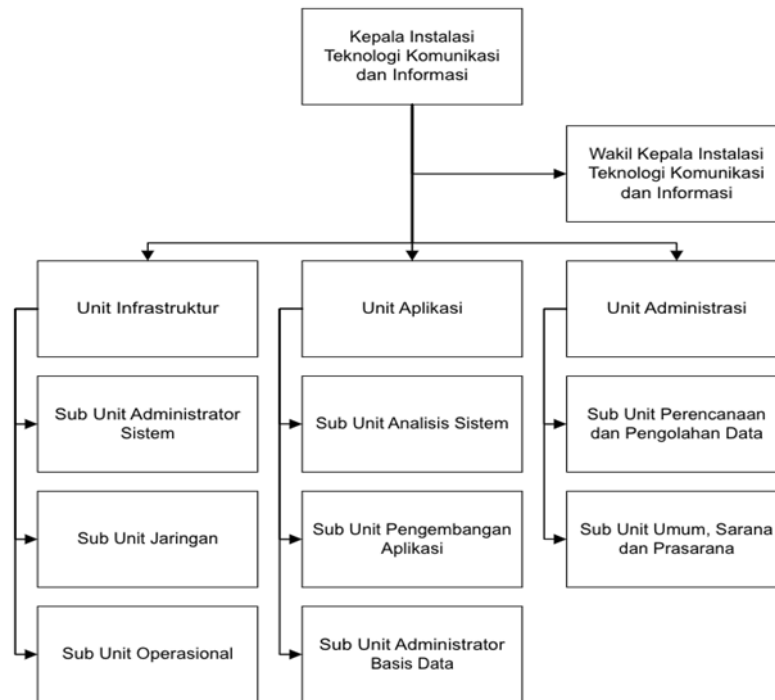 Kepala Instalasi
Teknologi Komunikasi
dan Informasi
Wakil Kepala Instalasi
Teknologi Komunikasi
dan Informasi
Unit Infrastruktur
Unit Aplikasi
Unit Administrasi
Sub Unit Administrator
Sistem
Sub Unit Analisis Sistem
Sub Unit Perencanaan
dan Pengolahan Data
Sub Unit Jaringan
Sub Unit Pengembangan
Aplikasi
Sub Unit Umum, Sarana
dan Prasarana
Sub Unit Operasional
Sub Unit Administrator
Basis Data